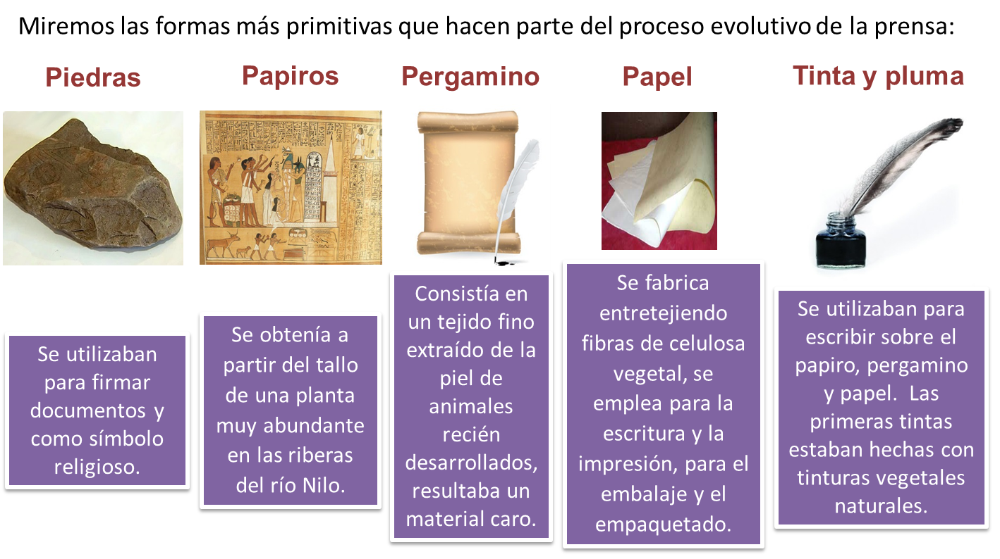 Miremos las formas más primitivas que hacen parte del proceso evolutivo de la prensa:
Piedras
Se utilizaban
para firmar
documentos y
como símbolo
religioso.
Papiros
Se obtenía a
partir del tallo
de una planta
muy abundante
en las riberas
del río Nilo.
Pergamino
Consistía en
un tejido fino
extraído de la
piel de
animales
recién
desarrollados,
resultaba un
material caro.
Papel
Se fabrica
entretejiendo
fibras de celulosa
vegetal, se
emplea para la
escritura y la
impresión, para el
embalaje y el
empaquetado.
Tinta y pluma
Se utilizaban para
escribir sobre el
papiro, pergamino
y papel.  Las
primeras tintas
estaban hechas con
tinturas vegetales
naturales.